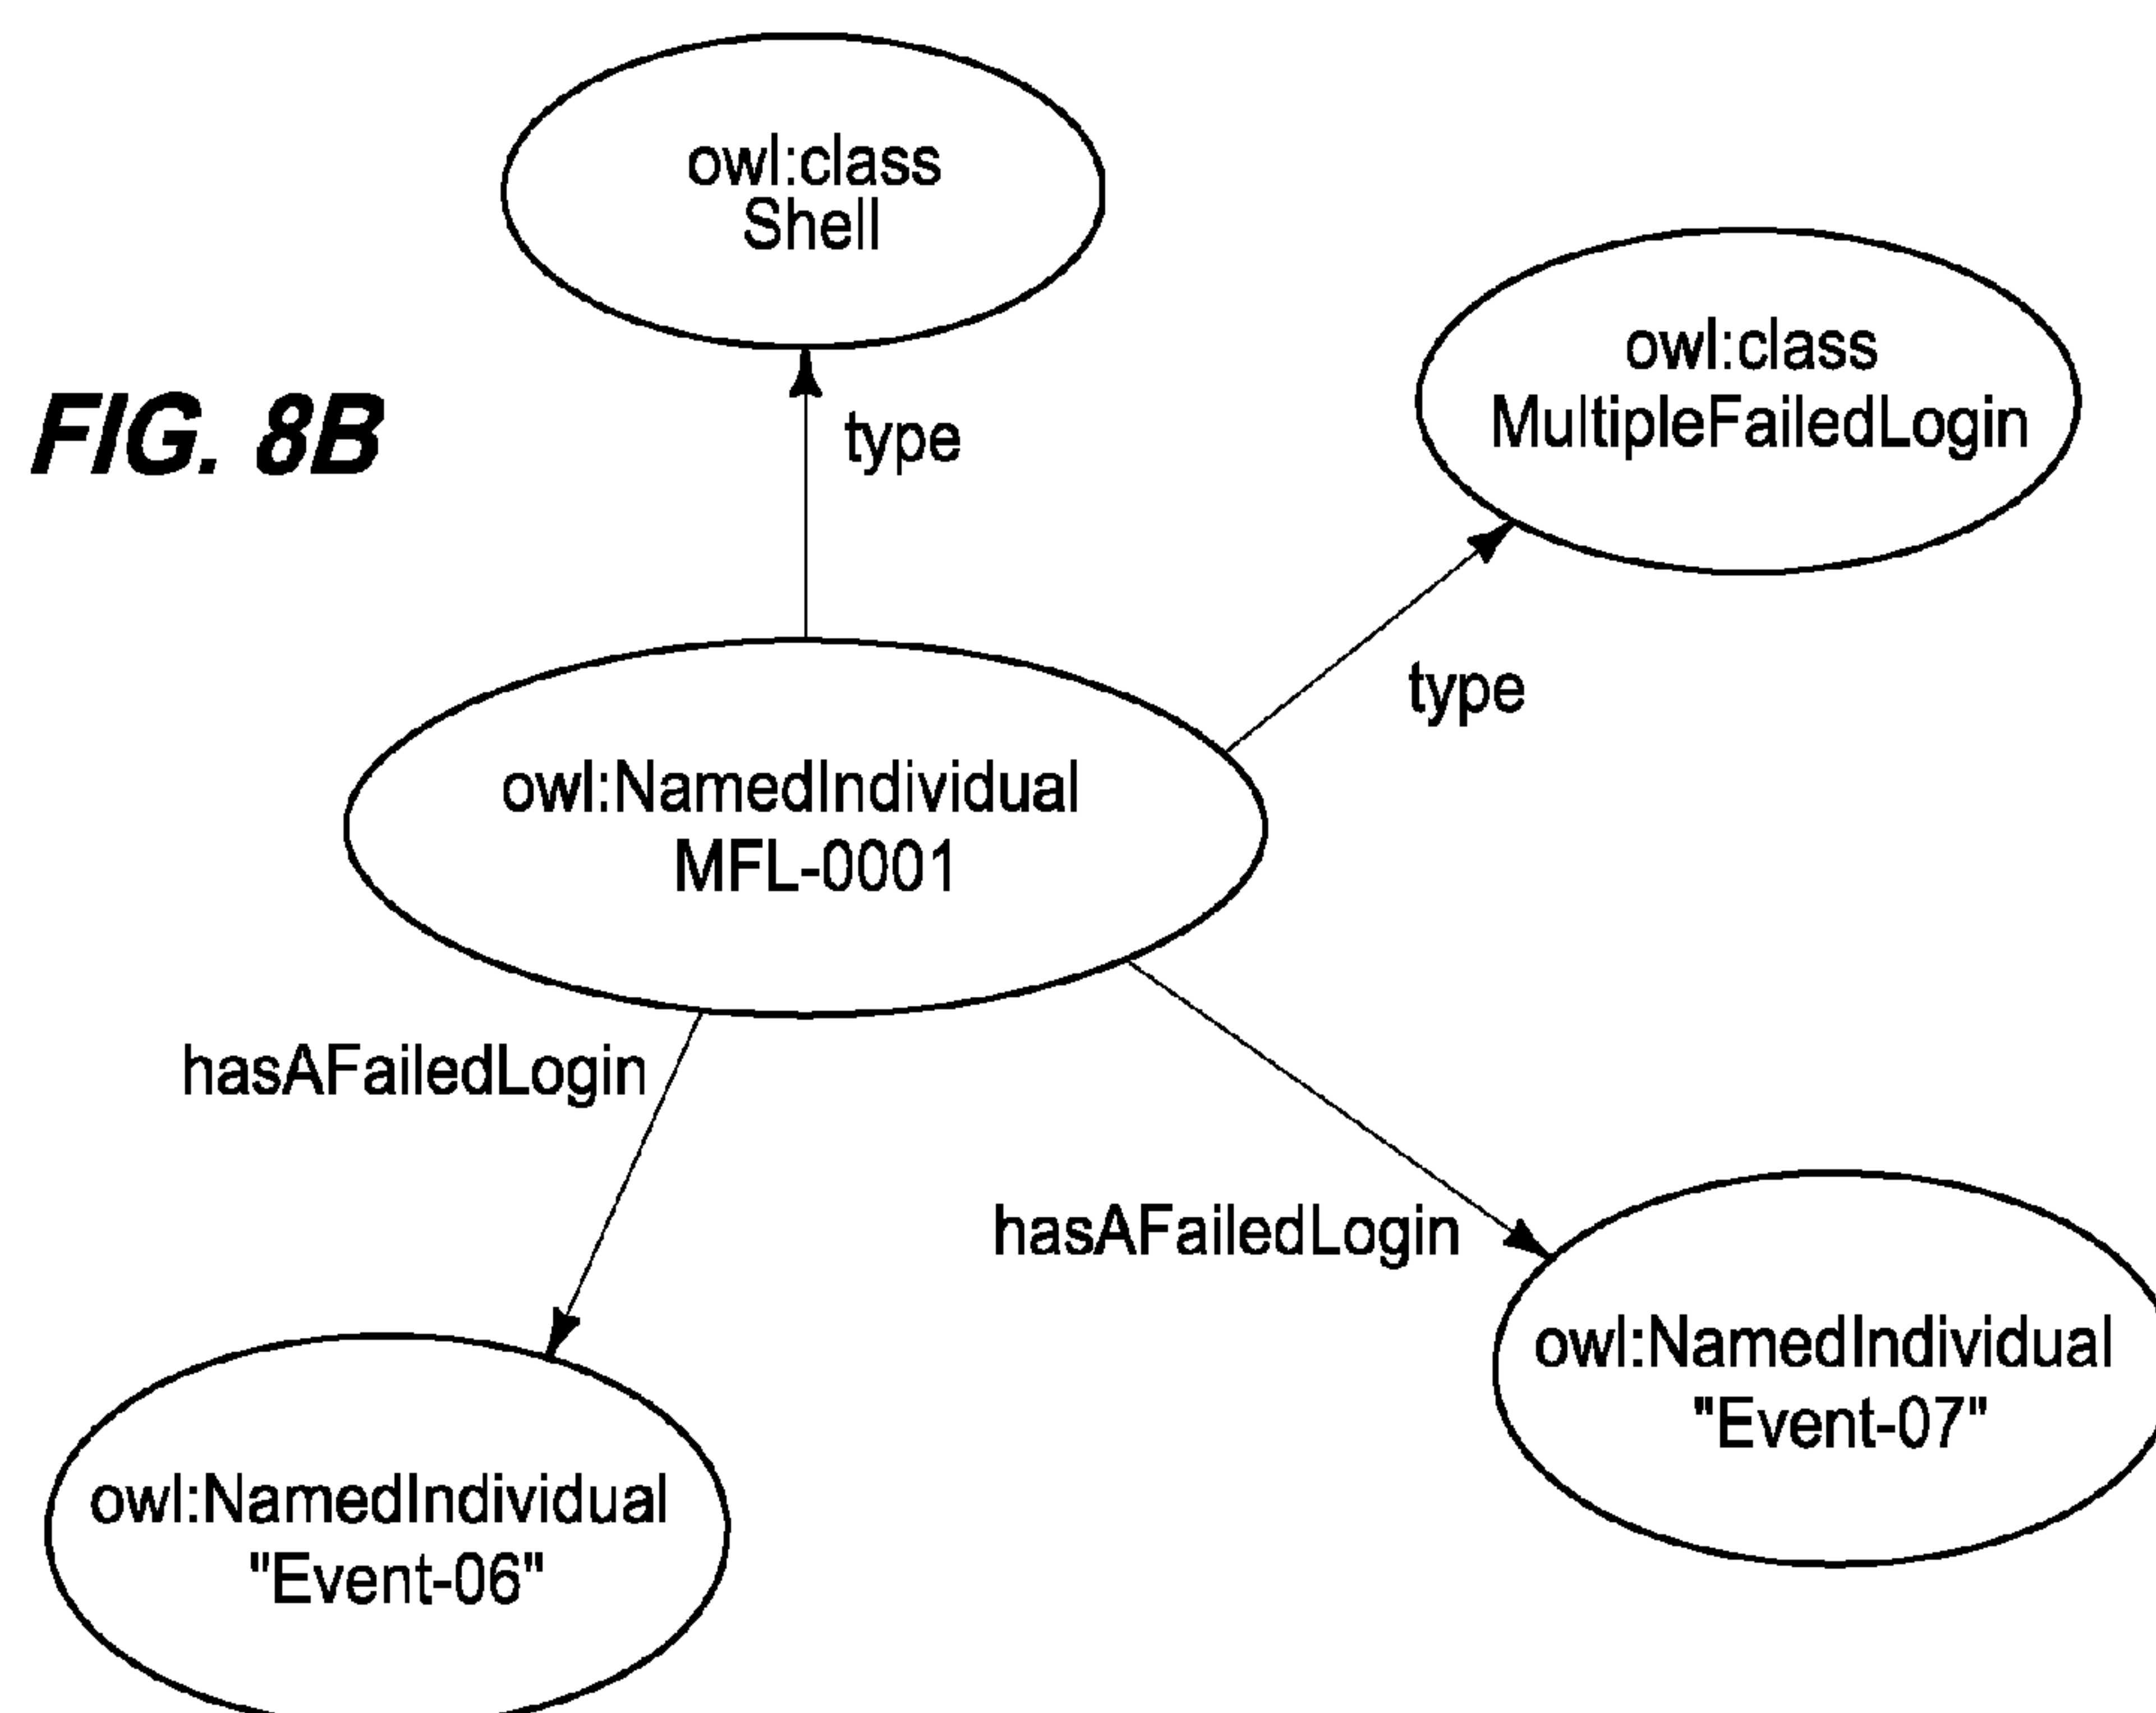 owl:class
Shell
owl:class
MultipleFailedLogin
FIG. 8B
type
type
owl:NamedIndividual
MFL-0001
hasAFailedLogin
hasAFailedLogin
owl:NamedIndividual
"Event-07"
owl:NamedIndividual
"Event-06"